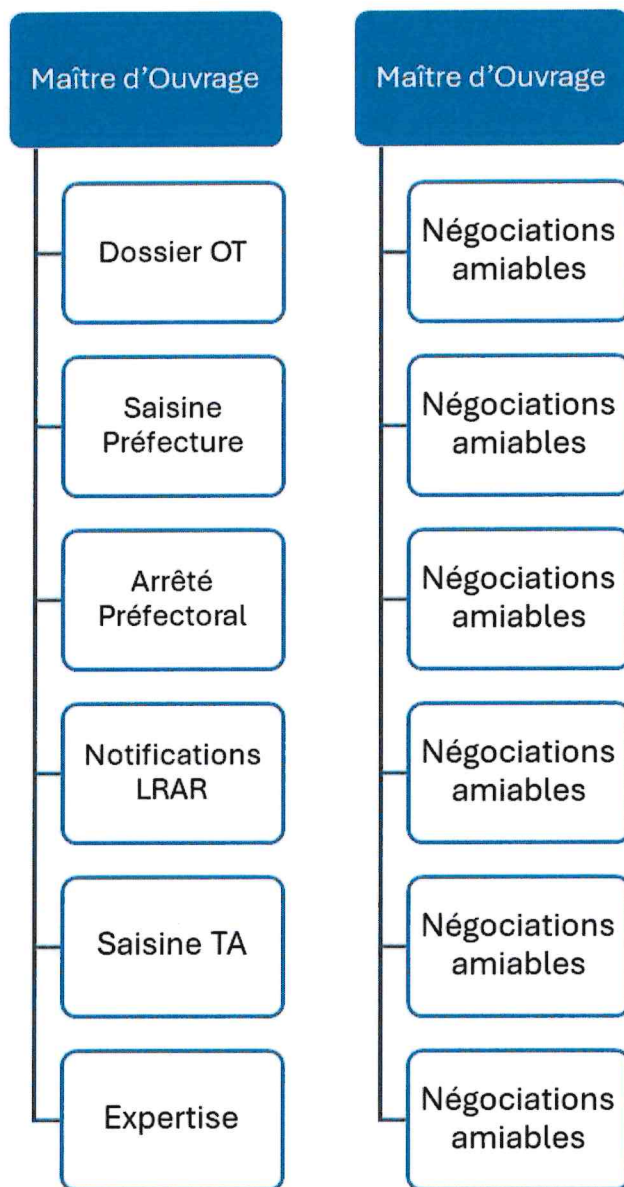 Maître d'Ouvrage
Dossier OT
Saisine
Préfecture
Arrêté
Préfectoral
Notifications
LRAR
Saisine TA
Expertise
Maître d'Ouvrage
Négociations
amiables
Négociations
amiables
Négociations
amiables
Négociations
amiables
Négociations
amiables
Négociations
amiables